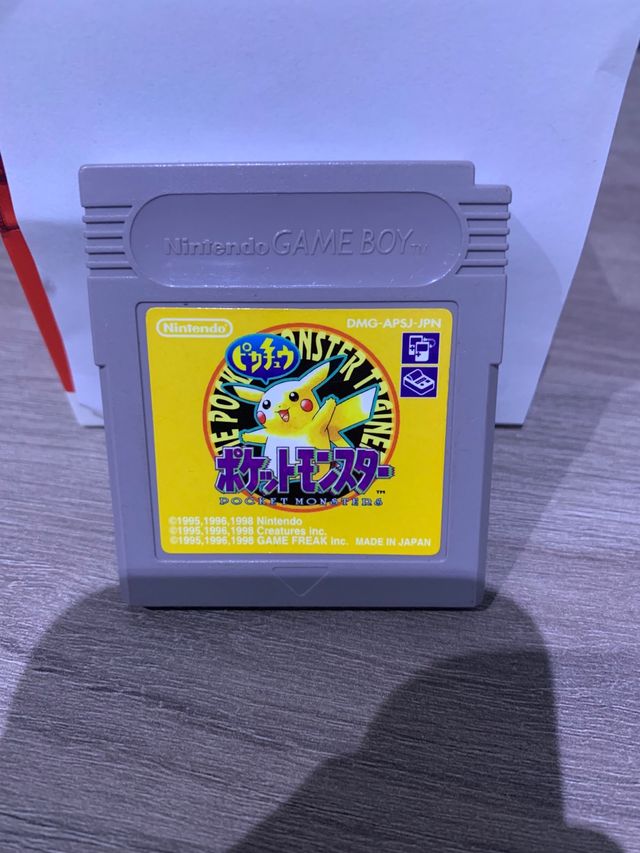 Nintendo GAME BOY™
Nintendo
DMG-APSJ-JPN
ピカチュウ
ポケットモンスター
POCKET MONSTERS
™
©1995,1996,1998 Nintendo
©1995,1996,1998 Creatures inc.
©1995,1996,1998 GAME FREAK inc. MADE IN JAPAN